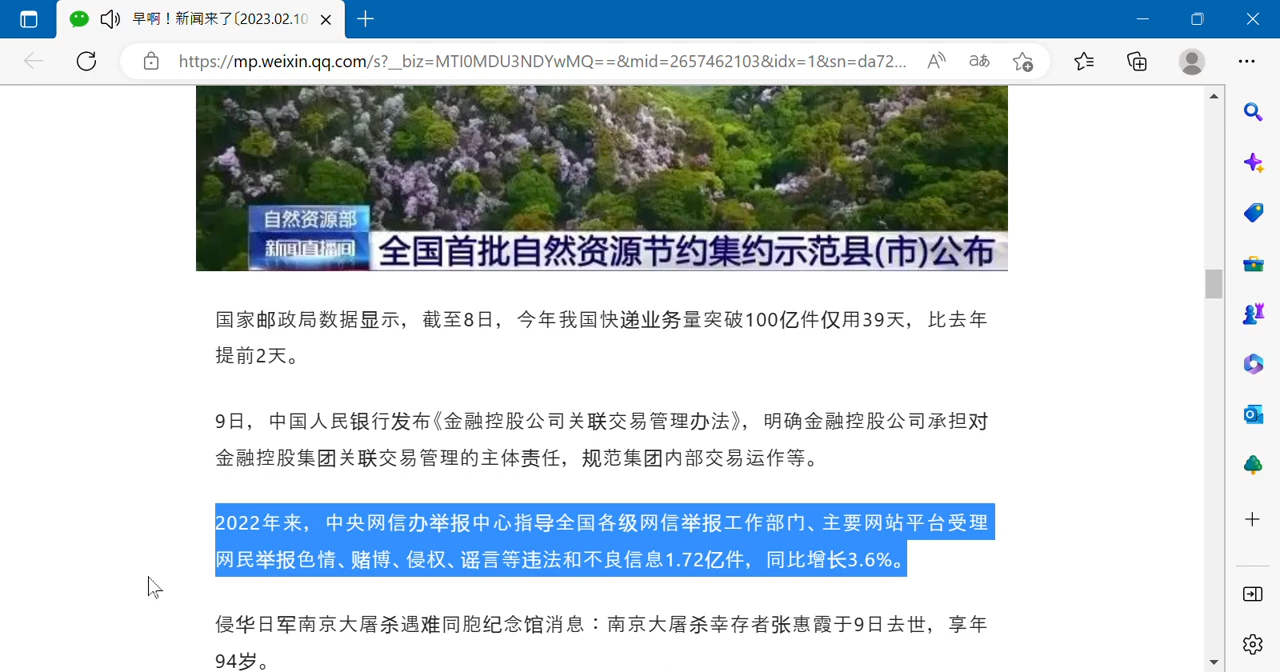 早啊！新闻来了〔2023.02.10
https://mp.weixin.qq.com/s?__biz=MTI0MDU3NDYwMQ==&mid=2657462103&idx=1&sn=da72...
自然资源部
新闻直播间
全国首批自然资源节约集约示范县(市)公布
国家邮政局数据显示，截至8日，今年我国快递业务量突破100亿件仅用39天，比去年
提前2天。
9日，中国人民银行发布《金融控股公司关联交易管理办法》，明确金融控股公司承担对
金融控股集团关联交易管理的主体责任，规范集团内部交易运作等。
2022年来，中央网信办举报中心指导全国各级网信举报工作部门、主要网站平台受理
网民举报色情、赌博、侵权、谣言等违法和不良信息1.72亿件，同比增长3.6%。
侵华日军南京大屠杀遇难同胞纪念馆消息：南京大屠杀幸存者张惠霞于9日去世，享年
94岁。